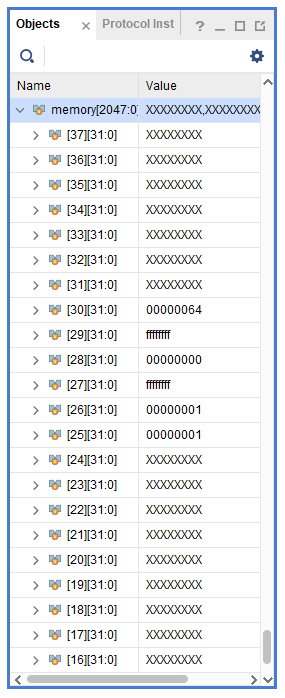 Objects × Protocol Inst ?
Name Value
memory[2047:0] XXXXXXXX,XXXXXXXX
[37][31:0] XXXXXXXX
[36][31:0] XXXXXXXX
[35][31:0] XXXXXXXX
[34][31:0] XXXXXXXX
[33][31:0] XXXXXXXX
[32][31:0] XXXXXXXX
[31][31:0] XXXXXXXX
[30][31:0] 00000064
[29][31:0] ffffffff
[28][31:0] 00000000
[27][31:0] ffffffff
[26][31:0] 00000001
[25][31:0] 00000001
[24][31:0] XXXXXXXX
[23][31:0] XXXXXXXX
[22][31:0] XXXXXXXX
[21][31:0] XXXXXXXX
[20][31:0] XXXXXXXX
[19][31:0] XXXXXXXX
[18][31:0] XXXXXXXX
[17][31:0] XXXXXXXX
[16][31:0] XXXXXXXX